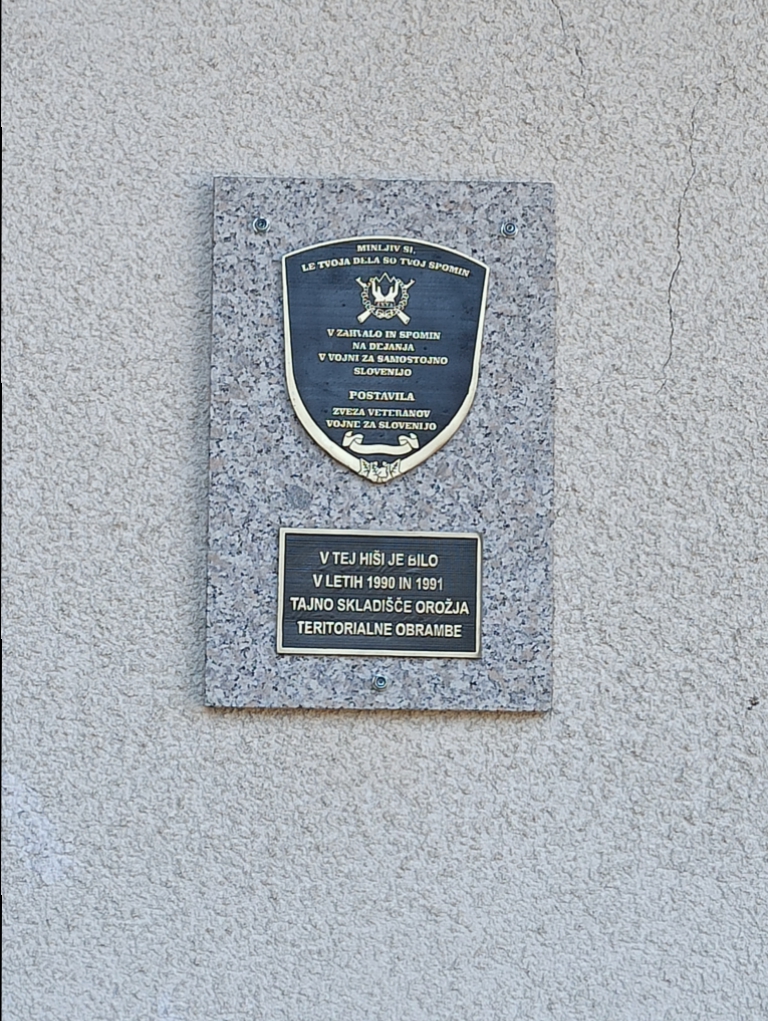 MINLJIV SI,
LE TVOJA DELA SO TVOJ SPOMIN
V ZAHVALO IN SPOMIN
NA DEJANJA
V VOJNI ZA SAMOSTOJNO
SLOVENIJO
POSTAVILA
ZVEZA VETERANOV
VOJNE ZA SLOVENIJO
V TEJ HIŠI JE BILO
V LETIH 1990 IN 1991
TAJNO SKLADIŠČE OROŽJA
TERITORIALNE OBRAMBE